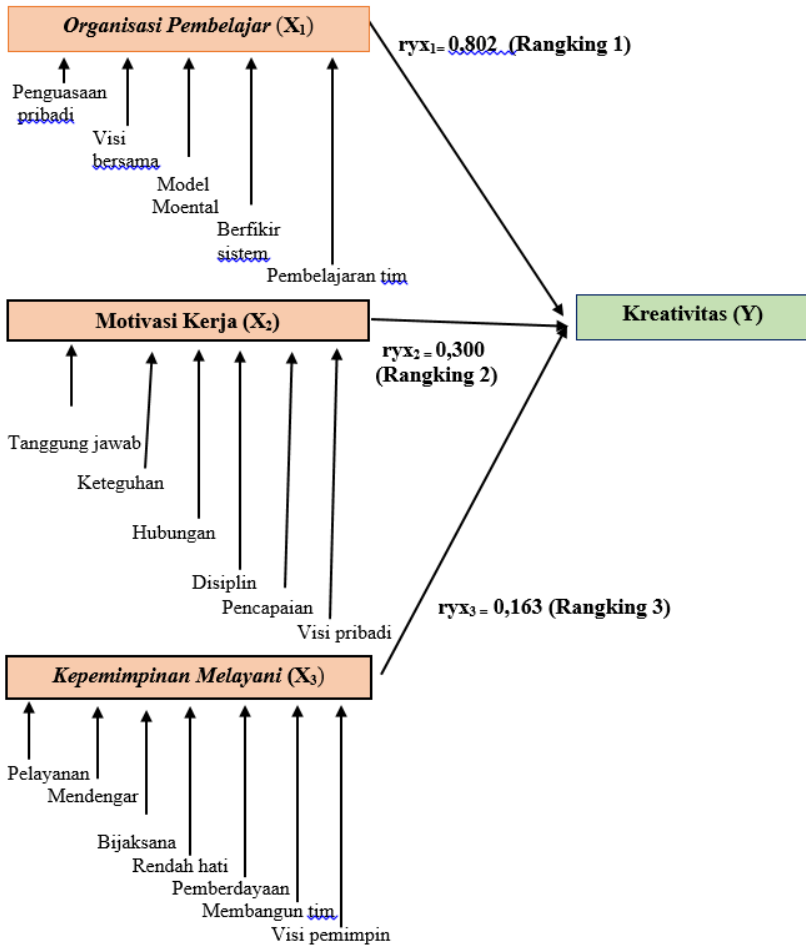 Organisasi Pembelajar (X₁)
ryx₁= 0,802 (Rangking 1)
Penguasaan
pribadi
Visi
bersama
Model
Moental
Berfikir
sistem
Pembelajaran tim
Motivasi Kerja (X₂)
Kreativitas (Y)
ryx₂ = 0,300
(Rangking 2)
Tanggung jawab
Keteguhan
Hubungan
Disiplin
Pencapaian
Visi pribadi
ryx₃ = 0,163 (Rangking 3)
Kepemimpinan Melayani (X₃)
Pelayanan
Mendengar
Bijaksana
Rendah hati
Pemberdayaan
Membangun tim
Visi pemimpin